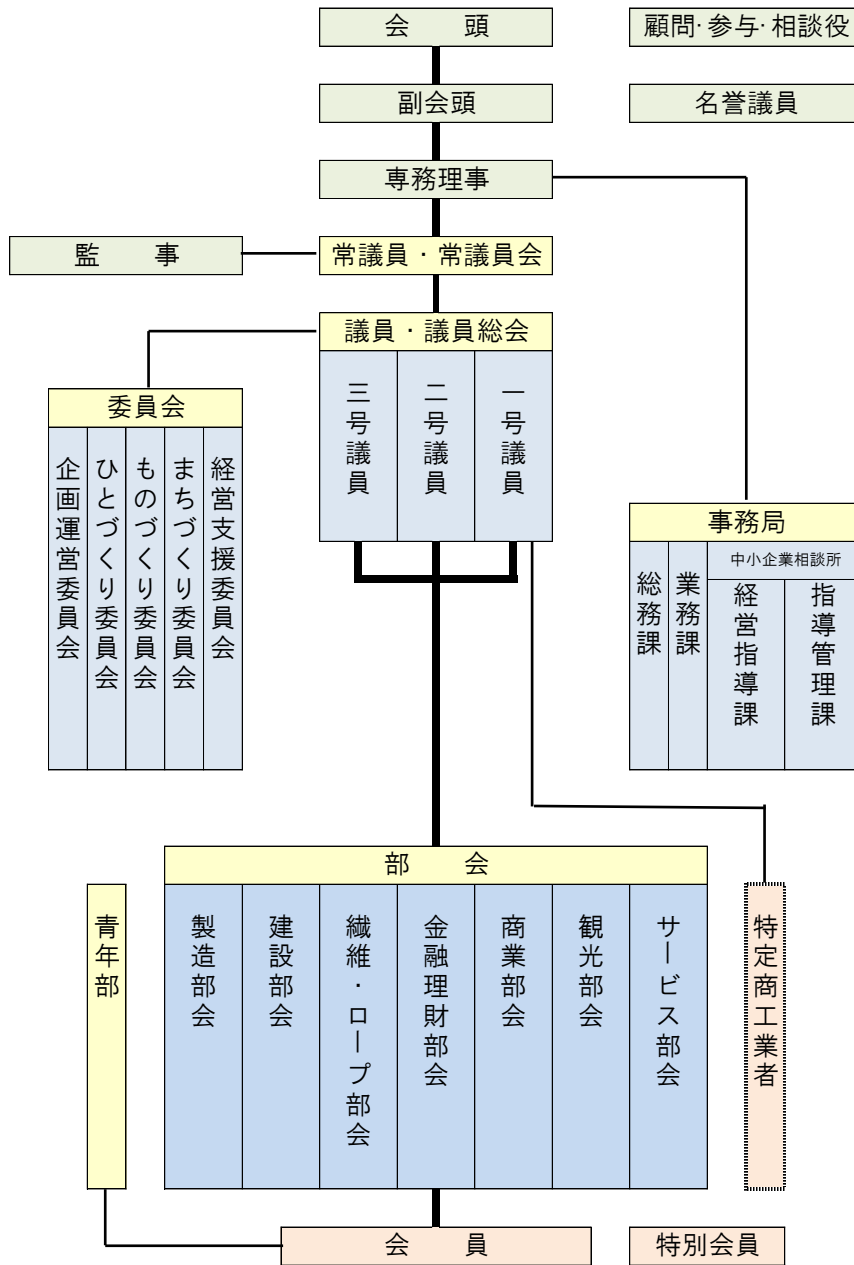 会　　頭
顧問・参与・相談役
副会頭
名誉議員
専務理事
監　　事
常議員・常議員会
議員・議員総会
三号議員
二号議員
一号議員
委員会
企画運営委員会
ひとづくり委員会
ものづくり委員会
まちづくり委員会
経営支援委員会
事務局
総務課
業務課
中小企業相談所
経営指導課
指導管理課
部　　会
青年部
製造部会
建設部会
繊維・ロープ部会
金融理財部会
商業部会
観光部会
サービス部会
特定商工業者
会　　員
特別会員